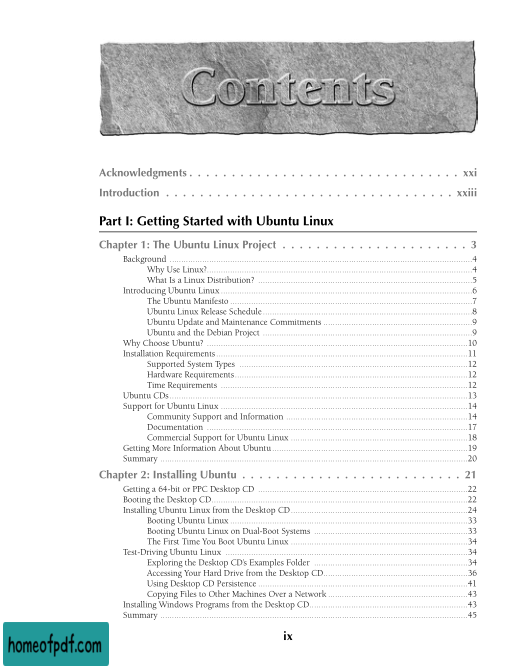 Contents
Acknowledgments . . . . . . . . . . . . . . . . . . . . . . . . . . . . . . . . xxi
Introduction . . . . . . . . . . . . . . . . . . . . . . . . . . . . . . . . . . xxiii
Part I: Getting Started with Ubuntu Linux
Chapter 1: The Ubuntu Linux Project . . . . . . . . . . . . . . . . . . . . . . 3
Background ........ 4
Why Use Linux? ........ 4
What Is a Linux Distribution? ........ 5
Introducing Ubuntu Linux ........ 6
The Ubuntu Manifesto ........ 7
Ubuntu Linux Release Schedule ........ 8
Ubuntu Update and Maintenance Commitments ........ 9
Ubuntu and the Debian Project ........ 9
Why Choose Ubuntu? ........ 10
Installation Requirements ........ 11
Supported System Types ........ 12
Hardware Requirements ........ 12
Time Requirements ........ 12
Ubuntu CDs ........ 13
Support for Ubuntu Linux ........ 14
Community Support and Information ........ 14
Documentation ........ 17
Commercial Support for Ubuntu Linux ........ 18
Getting More Information About Ubuntu ........ 19
Summary ........ 20
Chapter 2: Installing Ubuntu . . . . . . . . . . . . . . . . . . . . . . . . . . 21
Getting a 64-bit or PPC Desktop CD ........ 22
Booting the Desktop CD ........ 22
Installing Ubuntu Linux from the Desktop CD ........ 24
Booting Ubuntu Linux ........ 33
Booting Ubuntu Linux on Dual-Boot Systems ........ 33
The First Time You Boot Ubuntu Linux ........ 34
Test-Driving Ubuntu Linux ........ 34
Exploring the Desktop CD's Examples Folder ........ 34
Accessing Your Hard Drive from the Desktop CD ........ 36
Using Desktop CD Persistence ........ 41
Copying Files to Other Machines Over a Network ........ 43
Installing Windows Programs from the Desktop CD ........ 43
Summary ........ 45
ix
homeofpdf.com